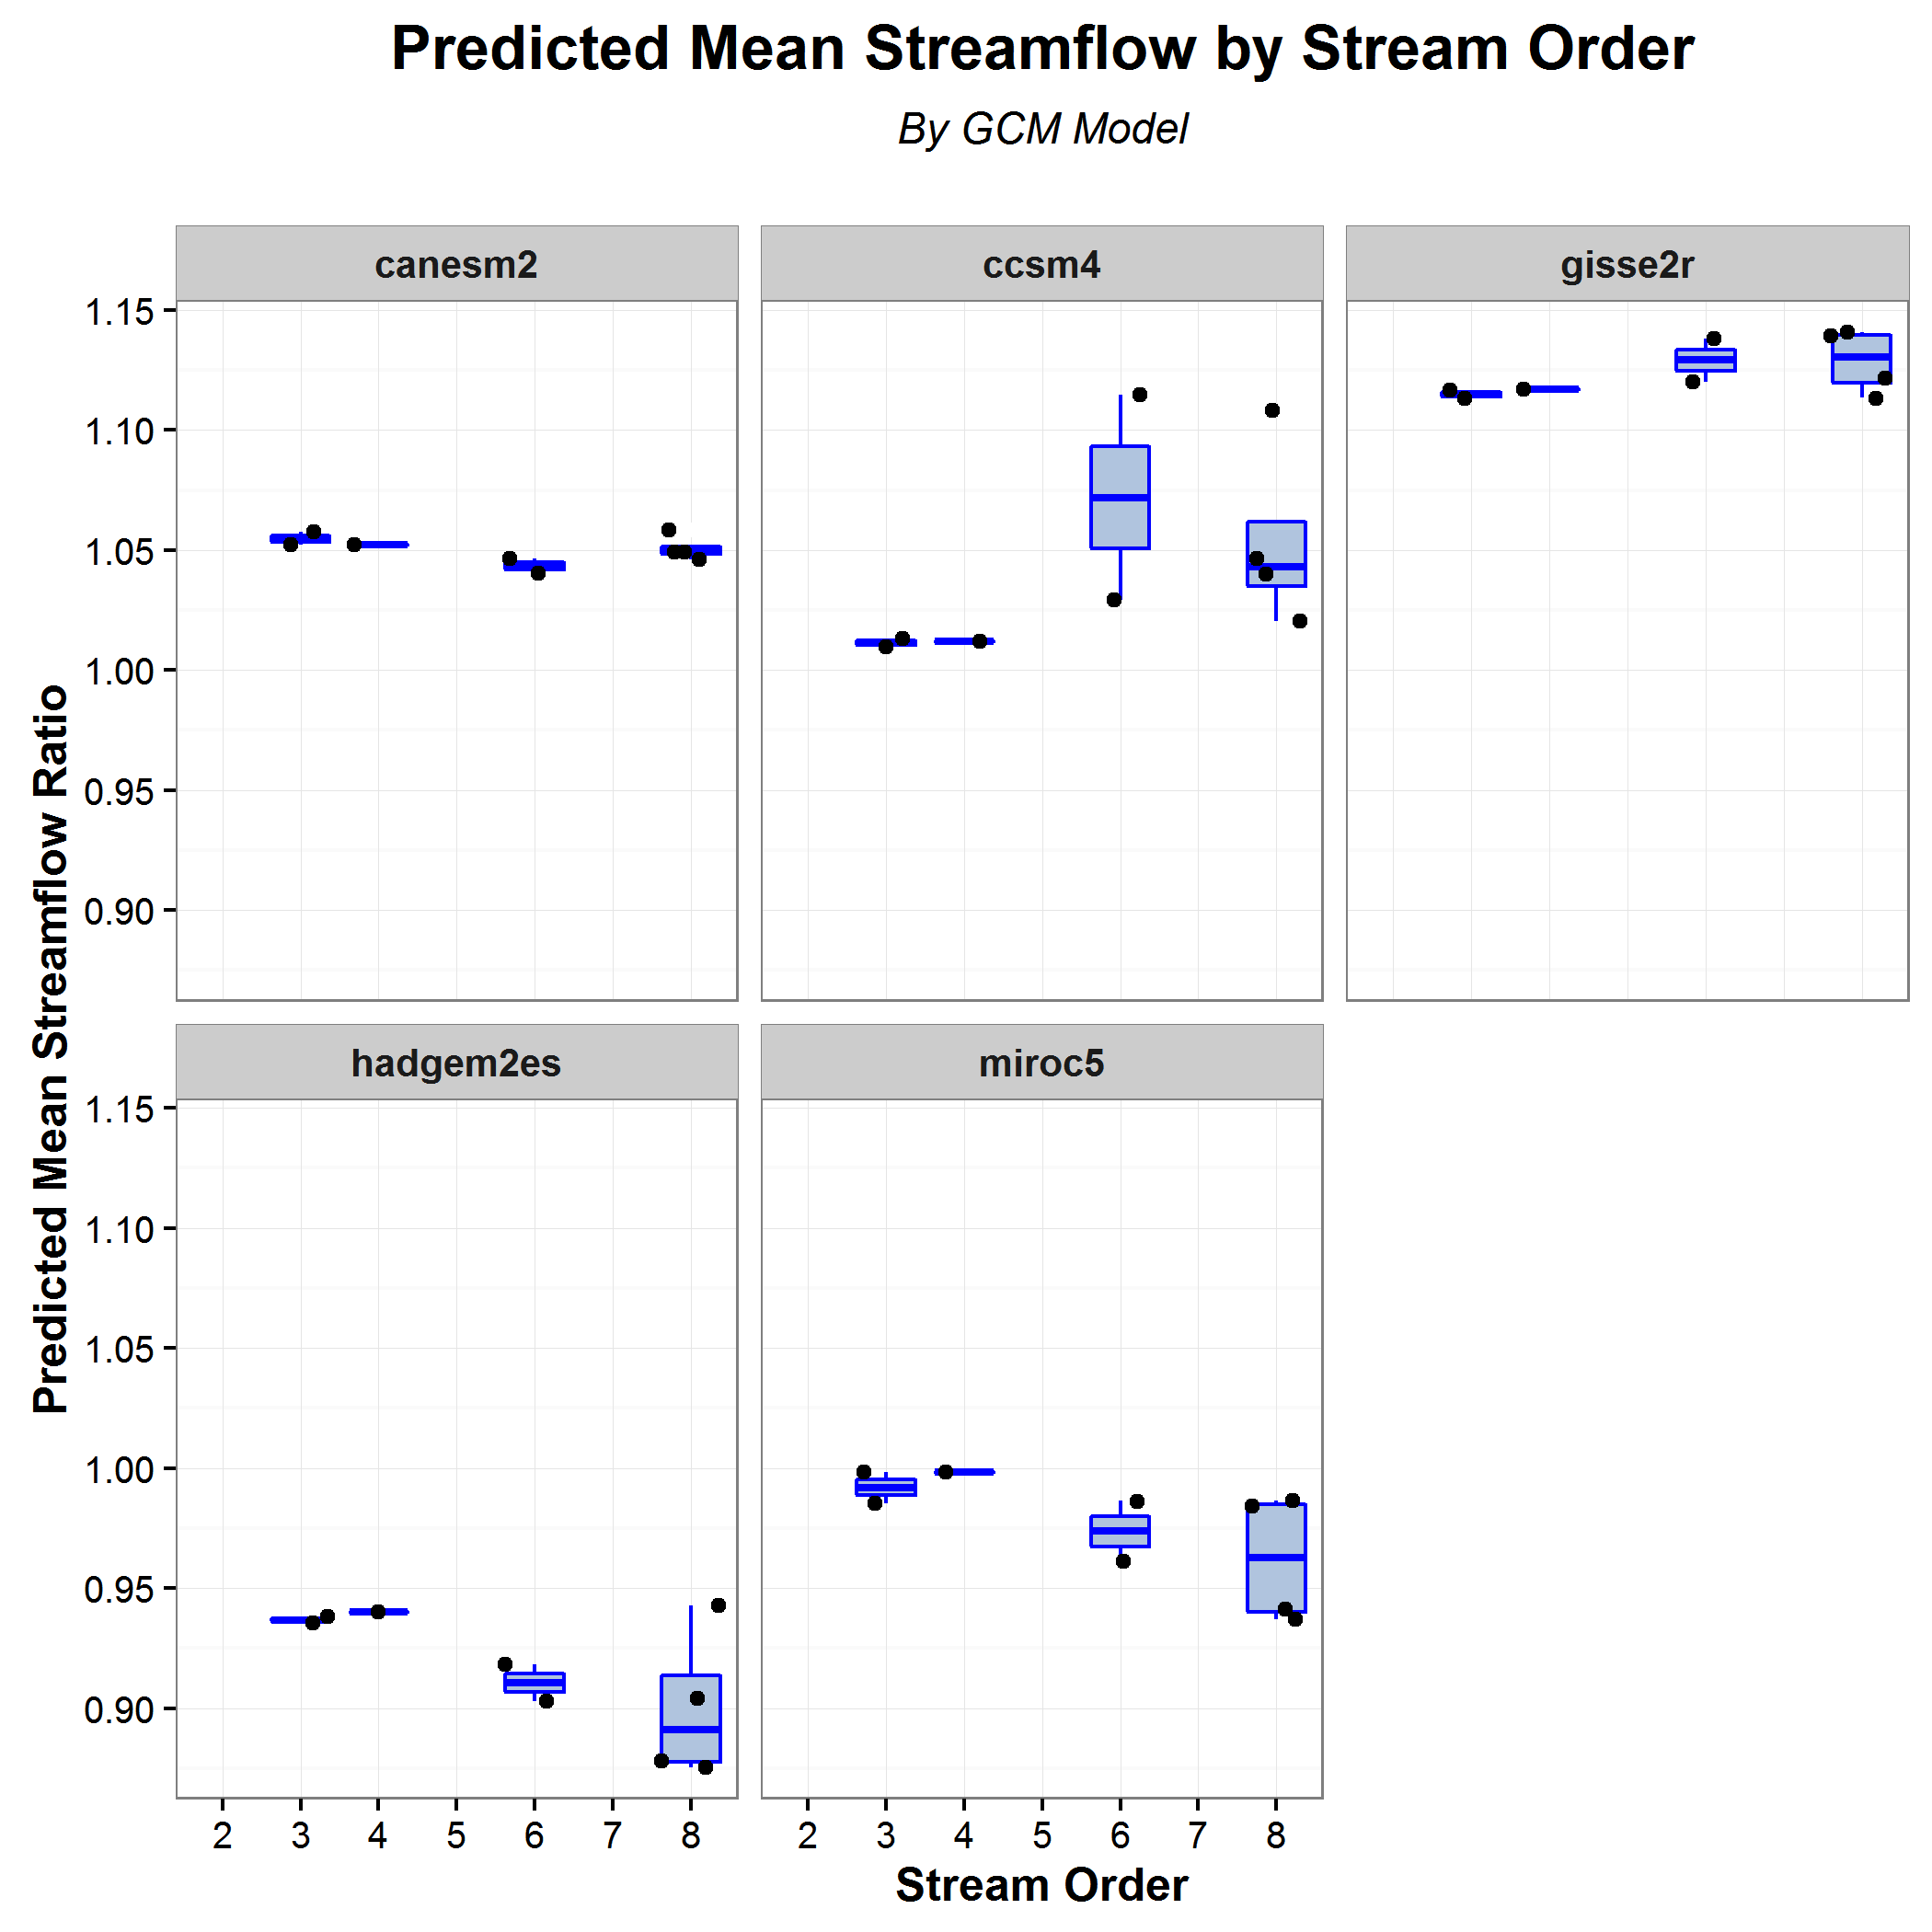 Predicted Mean Streamflow by Stream Order
By GCM Model
canesm2
ccsm4
gisse2r
1.15
1.10
1.05
1.00
0.95
0.90
Predicted Mean Streamflow Ratio
hadgem2es
miroc5
1.15
1.10
1.05
1.00
0.95
0.90
2 3 4 5 6 7 8
2 3 4 5 6 7 8
Stream Order